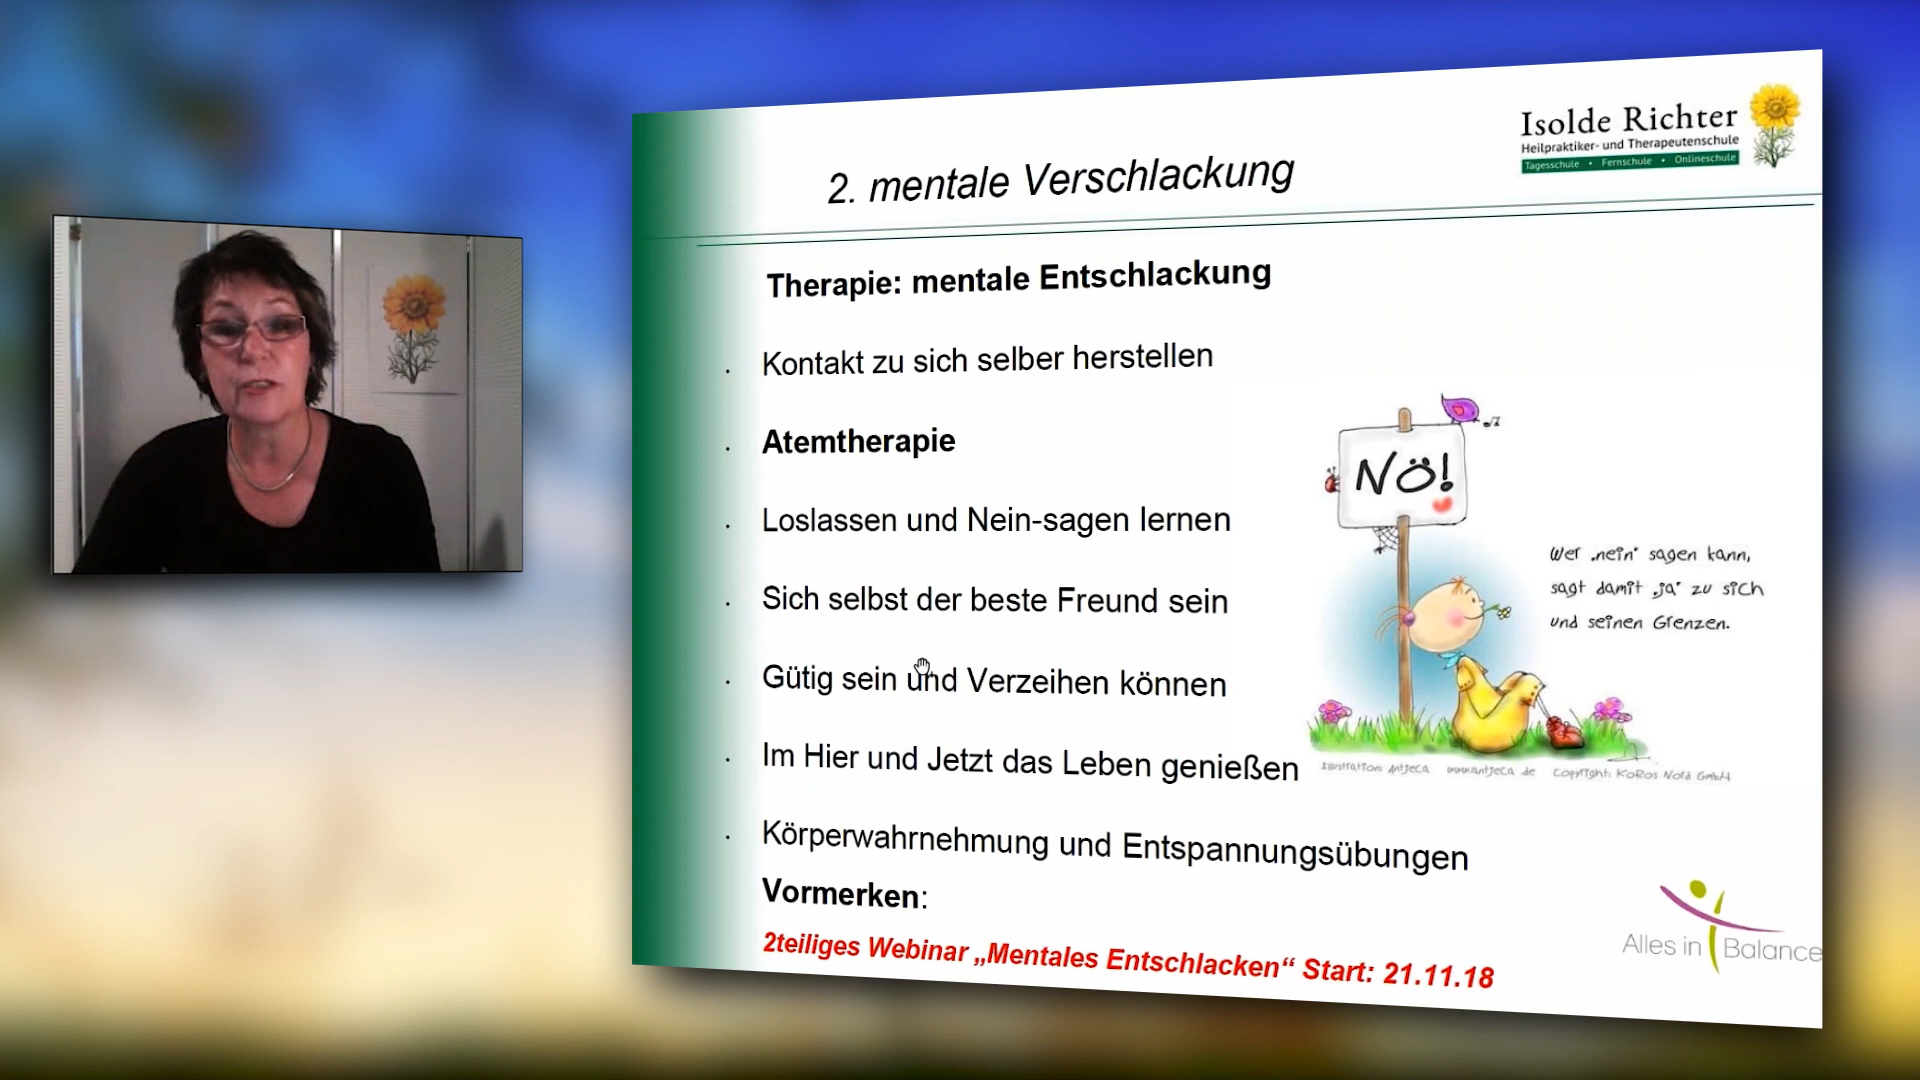 Isolde Richter
Heilpraktiker- und Therapeutenschule
Tagesschule • Fernschule • Onlineschule
2. mentale Verschlackung
Therapie: mentale Entschlackung
. Kontakt zu sich selber herstellen
. Atemtherapie
. Loslassen und Nein-sagen lernen
. Sich selbst der beste Freund sein
. Gütig sein und Verzeihen können
. Im Hier und Jetzt das Leben genießen
. Körperwahrnehmung und Entspannungsübungen
Vormerken:
2teiliges Webinar „Mentales Entschlacken“ Start: 21.11.18
NÖ!
Wer „nein“ sagen kann,
sagt damit „ja“ zu sich
und seinen Grenzen.
Illustration: Antjeca www.antjeca.de Copyright: KoRos Nord GmbH
Alles in Balance